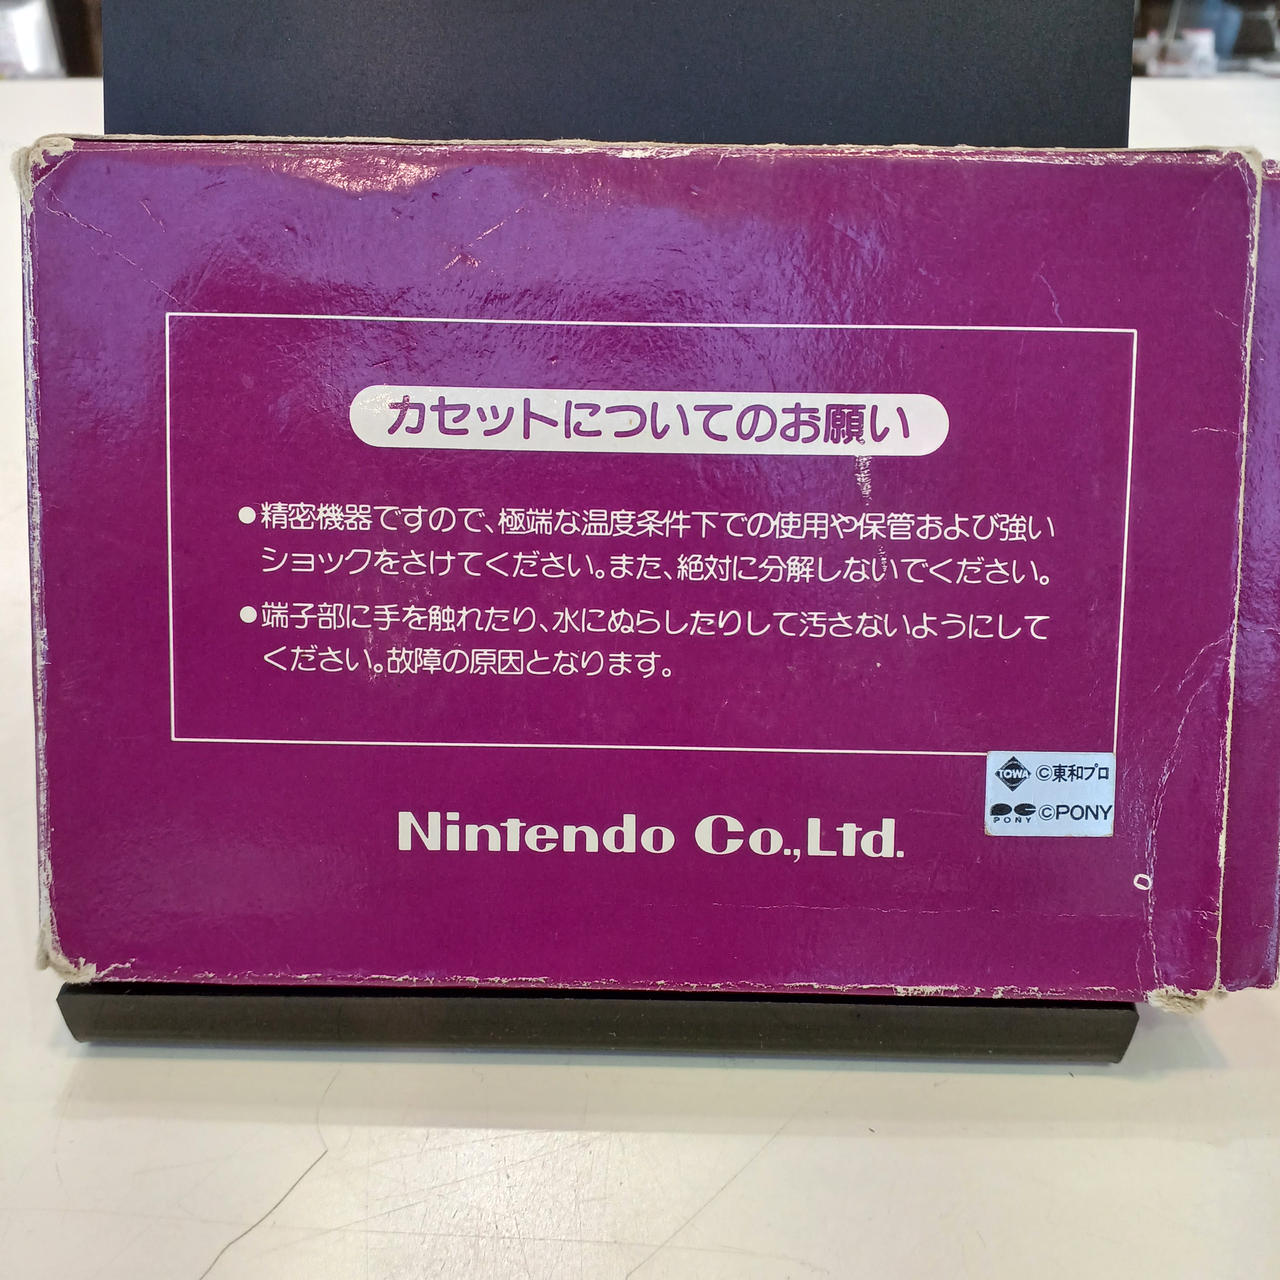 カセットについてのお願い
●精密機器ですので、極端な温度条件下での使用や保管および強い
ショックをさけてください。また、絶対に分解しないでください。
●端子部に手を触れたり、水にぬらしたりして汚さないようにして
ください。故障の原因となります。
TOWA ©東和プロ
PONY ©PONY
Nintendo Co.,Ltd.